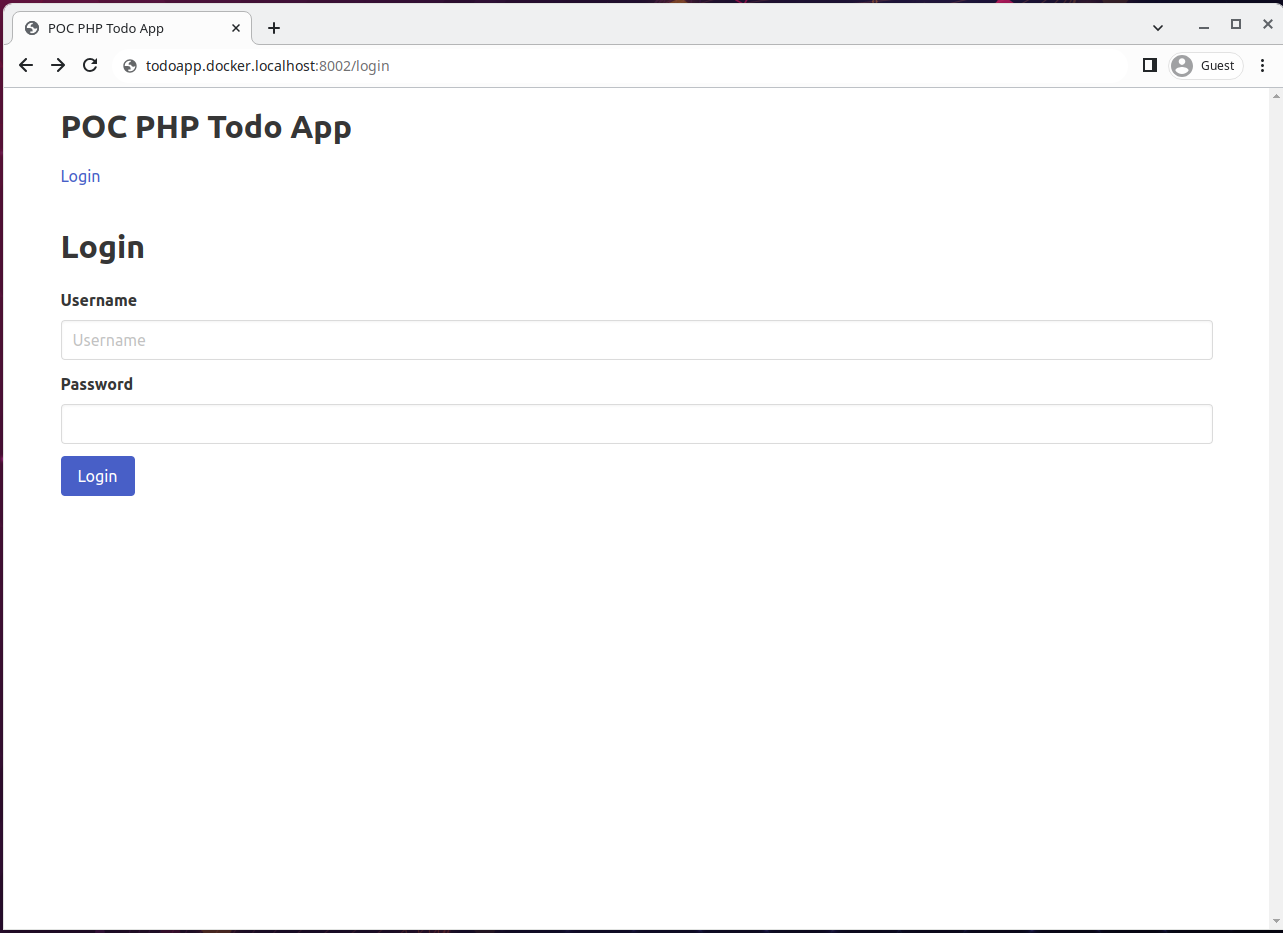 POC PHP Todo App
todoapp.docker.localhost:8002/login
Guest
POC PHP Todo App
Login
Login
Username
Username
Password
Login